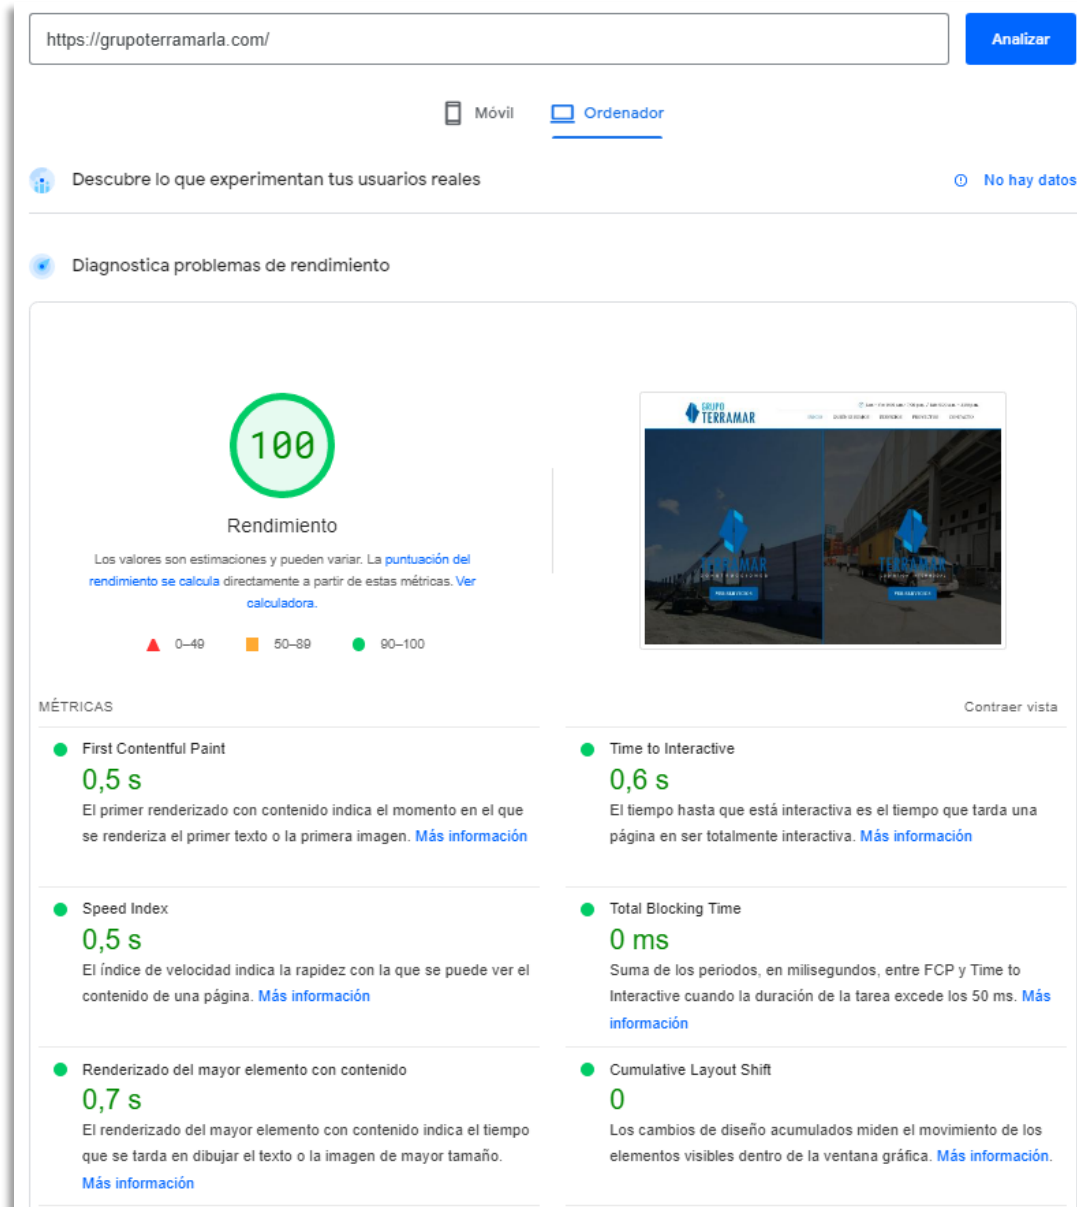 https://grupoterramarla.com/
Analizar
Móvil
Ordenador
Descubre lo que experimentan tus usuarios reales
No hay datos
Diagnostica problemas de rendimiento
100
Rendimiento
Los valores son estimaciones y pueden variar. La puntuación del
rendimiento se calcula directamente a partir de estas métricas. Ver
calculadora.
0–49
50–89
90–100
GRUPO
TERRAMAR
INICIO
SERVICIOS
PROYECTOS
CONTACTO
TERRAMAR
CONSTRUCCIONES
TERRAMAR
MÉTRICAS
Contraer vista
First Contentful Paint
0,5 s
El primer renderizado con contenido indica el momento en el que
se renderiza el primer texto o la primera imagen. Más información
Time to Interactive
0,6 s
El tiempo hasta que está interactiva es el tiempo que tarda una
página en ser totalmente interactiva. Más información
Speed Index
0,5 s
El índice de velocidad indica la rapidez con la que se puede ver el
contenido de una página. Más información
Total Blocking Time
0 ms
Suma de los periodos, en milisegundos, entre FCP y Time to
Interactive cuando la duración de la tarea excede los 50 ms. Más
información
Renderizado del mayor elemento con contenido
0,7 s
El renderizado del mayor elemento con contenido indica el tiempo
que se tarda en dibujar el texto o la imagen de mayor tamaño.
Más información
Cumulative Layout Shift
0
Los cambios de diseño acumulados miden el movimiento de los
elementos visibles dentro de la ventana gráfica. Más información.